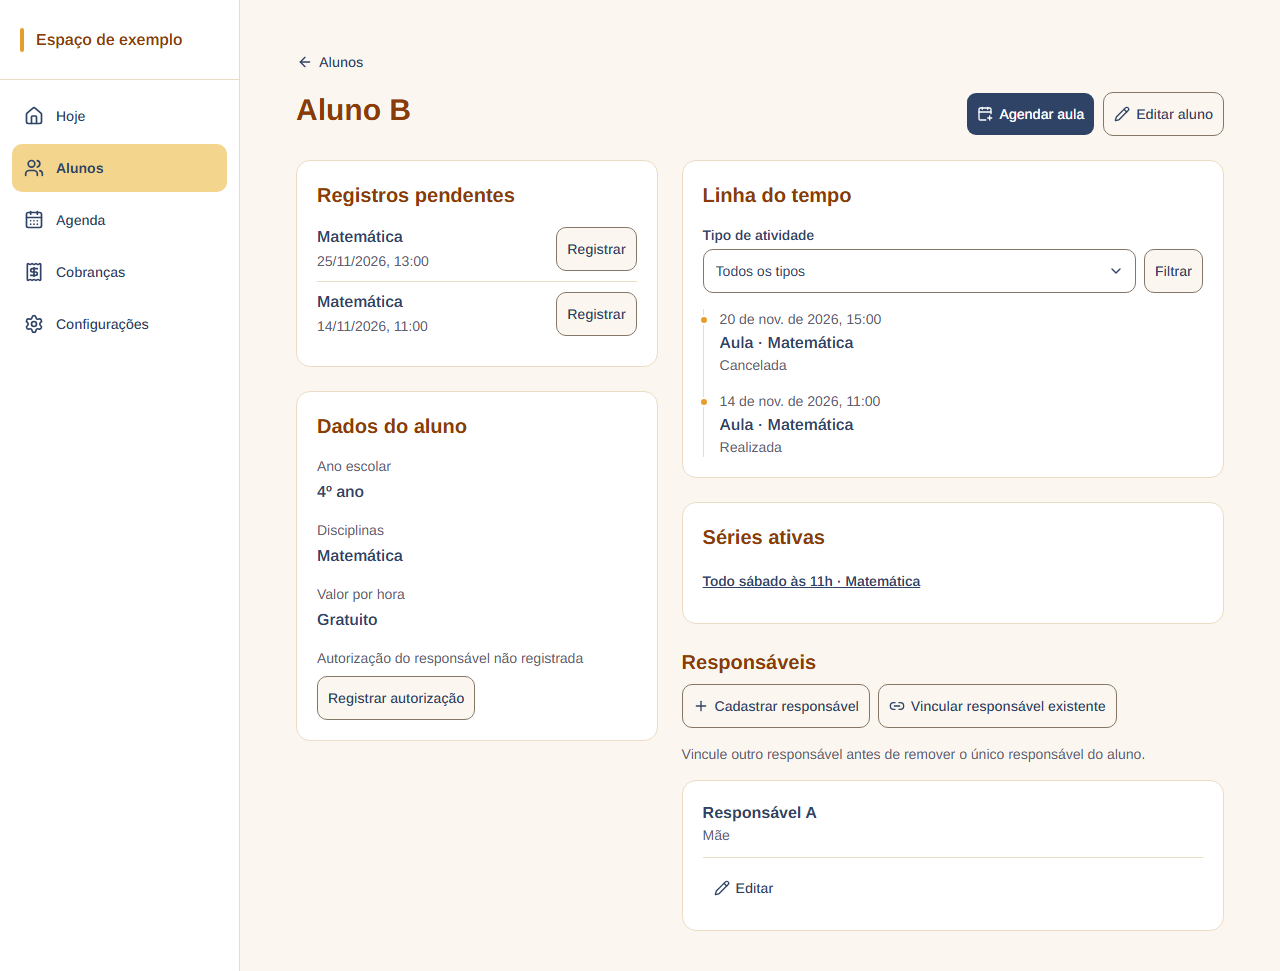 Espaço de exemplo
Hoje
Alunos
Agenda
Cobranças
Configurações
Alunos
Aluno B
Agendar aula
Editar aluno
Registros pendentes
Matemática
25/11/2026, 13:00
Registrar
Matemática
14/11/2026, 11:00
Registrar
Dados do aluno
Ano escolar
4º ano
Disciplinas
Matemática
Valor por hora
Gratuito
Autorização do responsável não registrada
Registrar autorização
Linha do tempo
Tipo de atividade
Todos os tipos
Filtrar
20 de nov. de 2026, 15:00
Aula · Matemática
Cancelada
14 de nov. de 2026, 11:00
Aula · Matemática
Realizada
Séries ativas
Todo sábado às 11h · Matemática
Responsáveis
Cadastrar responsável
Vincular responsável existente
Vincule outro responsável antes de remover o único responsável do aluno.
Responsável A
Mãe
Editar